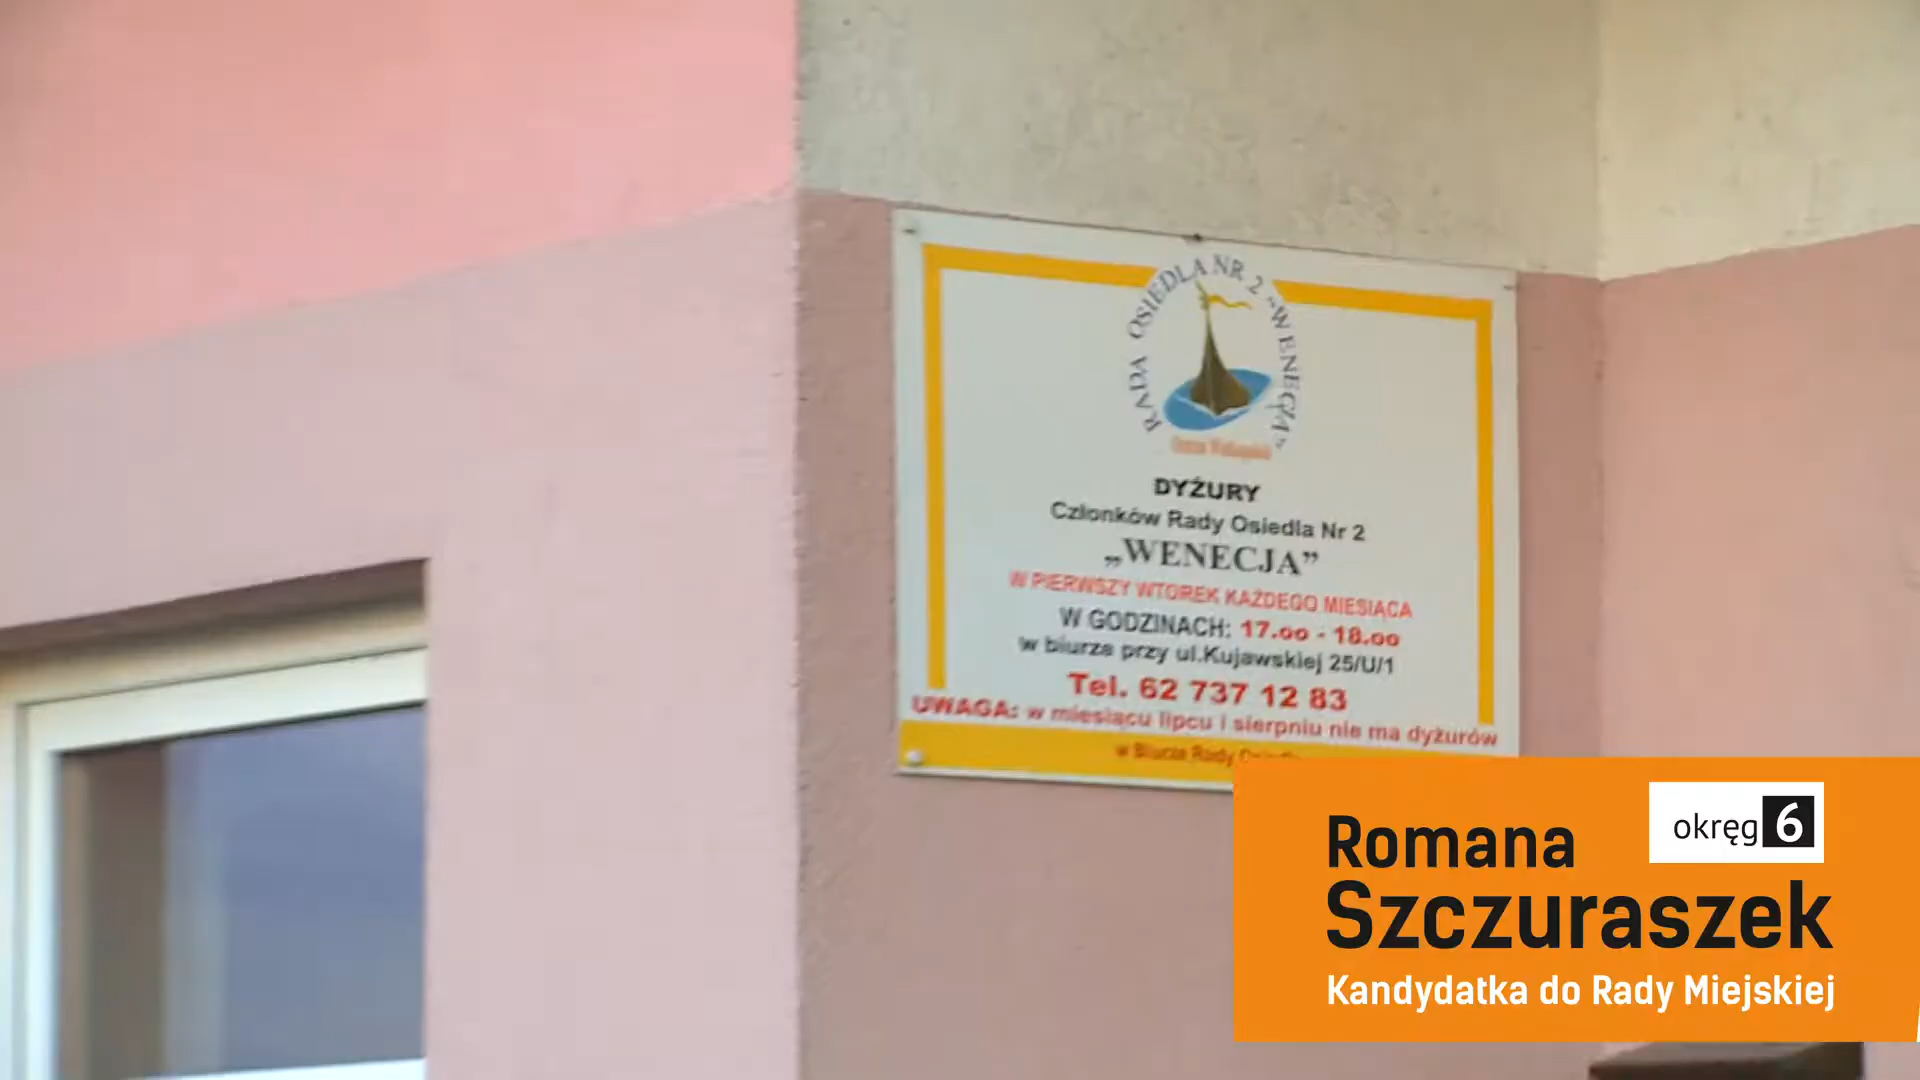 RADA OSIEDLA NR 2 "WENECJA"
DYŻURY
Członków Rady Osiedla Nr 2
„WENECJA”
W PIERWSZY WTOREK KAŻDEGO MIESIĄCA
W GODZINACH: 17.oo - 18.oo
w biurze przy ul.Kujawskiej 25/U/1
Tel. 62 737 12 83
UWAGA: w miesiącu lipcu i sierpniu nie ma dyżurów
w Biurze Rady
okręg 6
Romana
Szczuraszek
Kandydatka do Rady Miejskiej